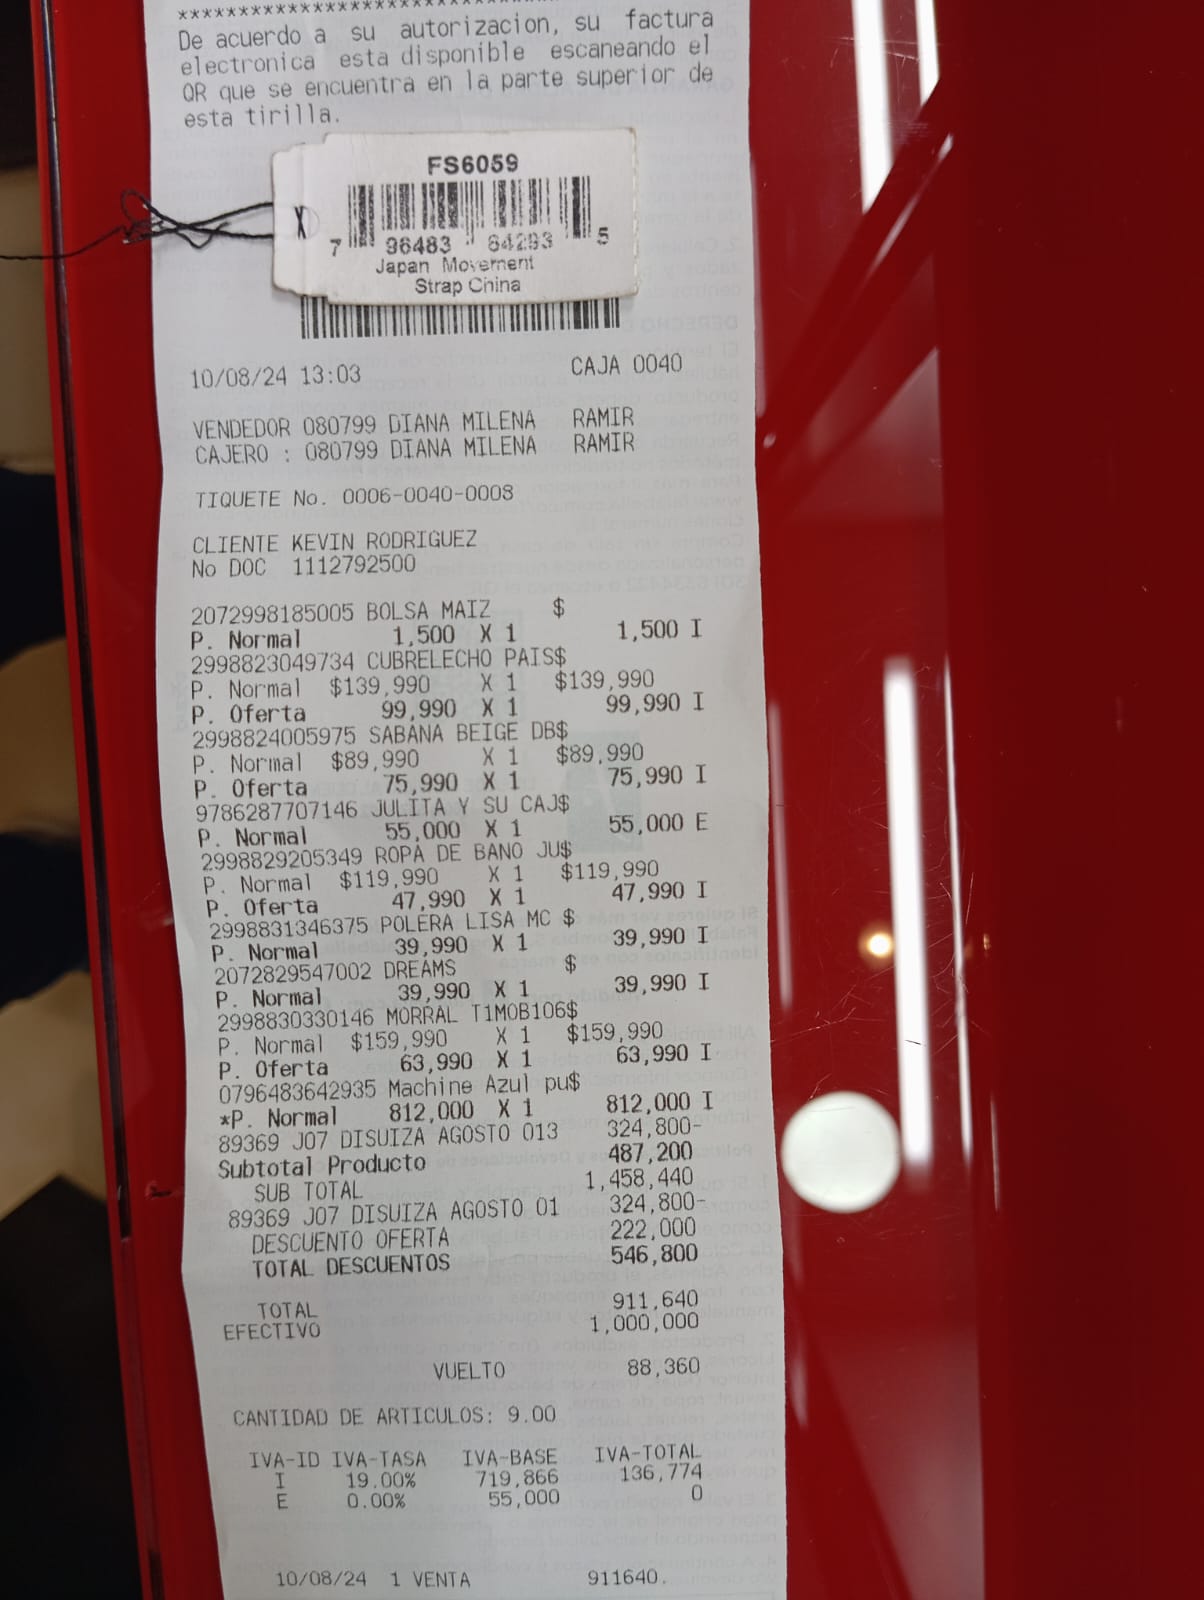 ****************************************
De acuerdo a su autorizacion, su factura
electronica esta disponible escaneando el
QR que se encuentra en la parte superior de
esta tirilla.
FS6059
X
7 96483 64293 5
Japan Movement
Strap China
10/08/24 13:03 CAJA 0040
VENDEDOR 080799 DIANA MILENA RAMIR
CAJERO : 080799 DIANA MILENA RAMIR
TIQUETE No. 0006-0040-0008
CLIENTE KEVIN RODRIGUEZ
No DOC 1112792500
2072998185005 BOLSA MAIZ $
P. Normal 1,500 X 1 1,500 I
2998823049734 CUBRELECHO PAIS$
P. Normal $139,990 X 1 $139,990
P. Oferta 99,990 X 1 99,990 I
2998824005975 SABANA BEIGE DB$
P. Normal $89,990 X 1 $89,990
P. Oferta 75,990 X 1 75,990 I
9786287707146 JULITA Y SU CAJ$
P. Normal 55,000 X 1 55,000 E
2998829205349 ROPA DE BANO JU$
P. Normal $119,990 X 1 $119,990
P. Oferta 47,990 X 1 47,990 I
2998831346375 POLERA LISA MC $
P. Normal 39,990 X 1 39,990 I
2072829547002 DREAMS $
P. Normal 39,990 X 1 39,990 I
2998830330146 MORRAL T1MOB106$
P. Normal $159,990 X 1 $159,990
P. Oferta 63,990 X 1 63,990 I
0796483642935 Machine Azul pu$
*P. Normal 812,000 X 1 812,000 I
89369 J07 DISUIZA AGOSTO 013 324,800-
Subtotal Producto 487,200
SUB TOTAL 1,458,440
89369 J07 DISUIZA AGOSTO 01 324,800-
DESCUENTO OFERTA 222,000
TOTAL DESCUENTOS 546,800
TOTAL 911,640
EFECTIVO 1,000,000
VUELTO 88,360
CANTIDAD DE ARTICULOS: 9.00
IVA-ID IVA-TASA IVA-BASE IVA-TOTAL
I 19.00% 719,866 136,774
E 0.00% 55,000 0
10/08/24 1 VENTA 911640.